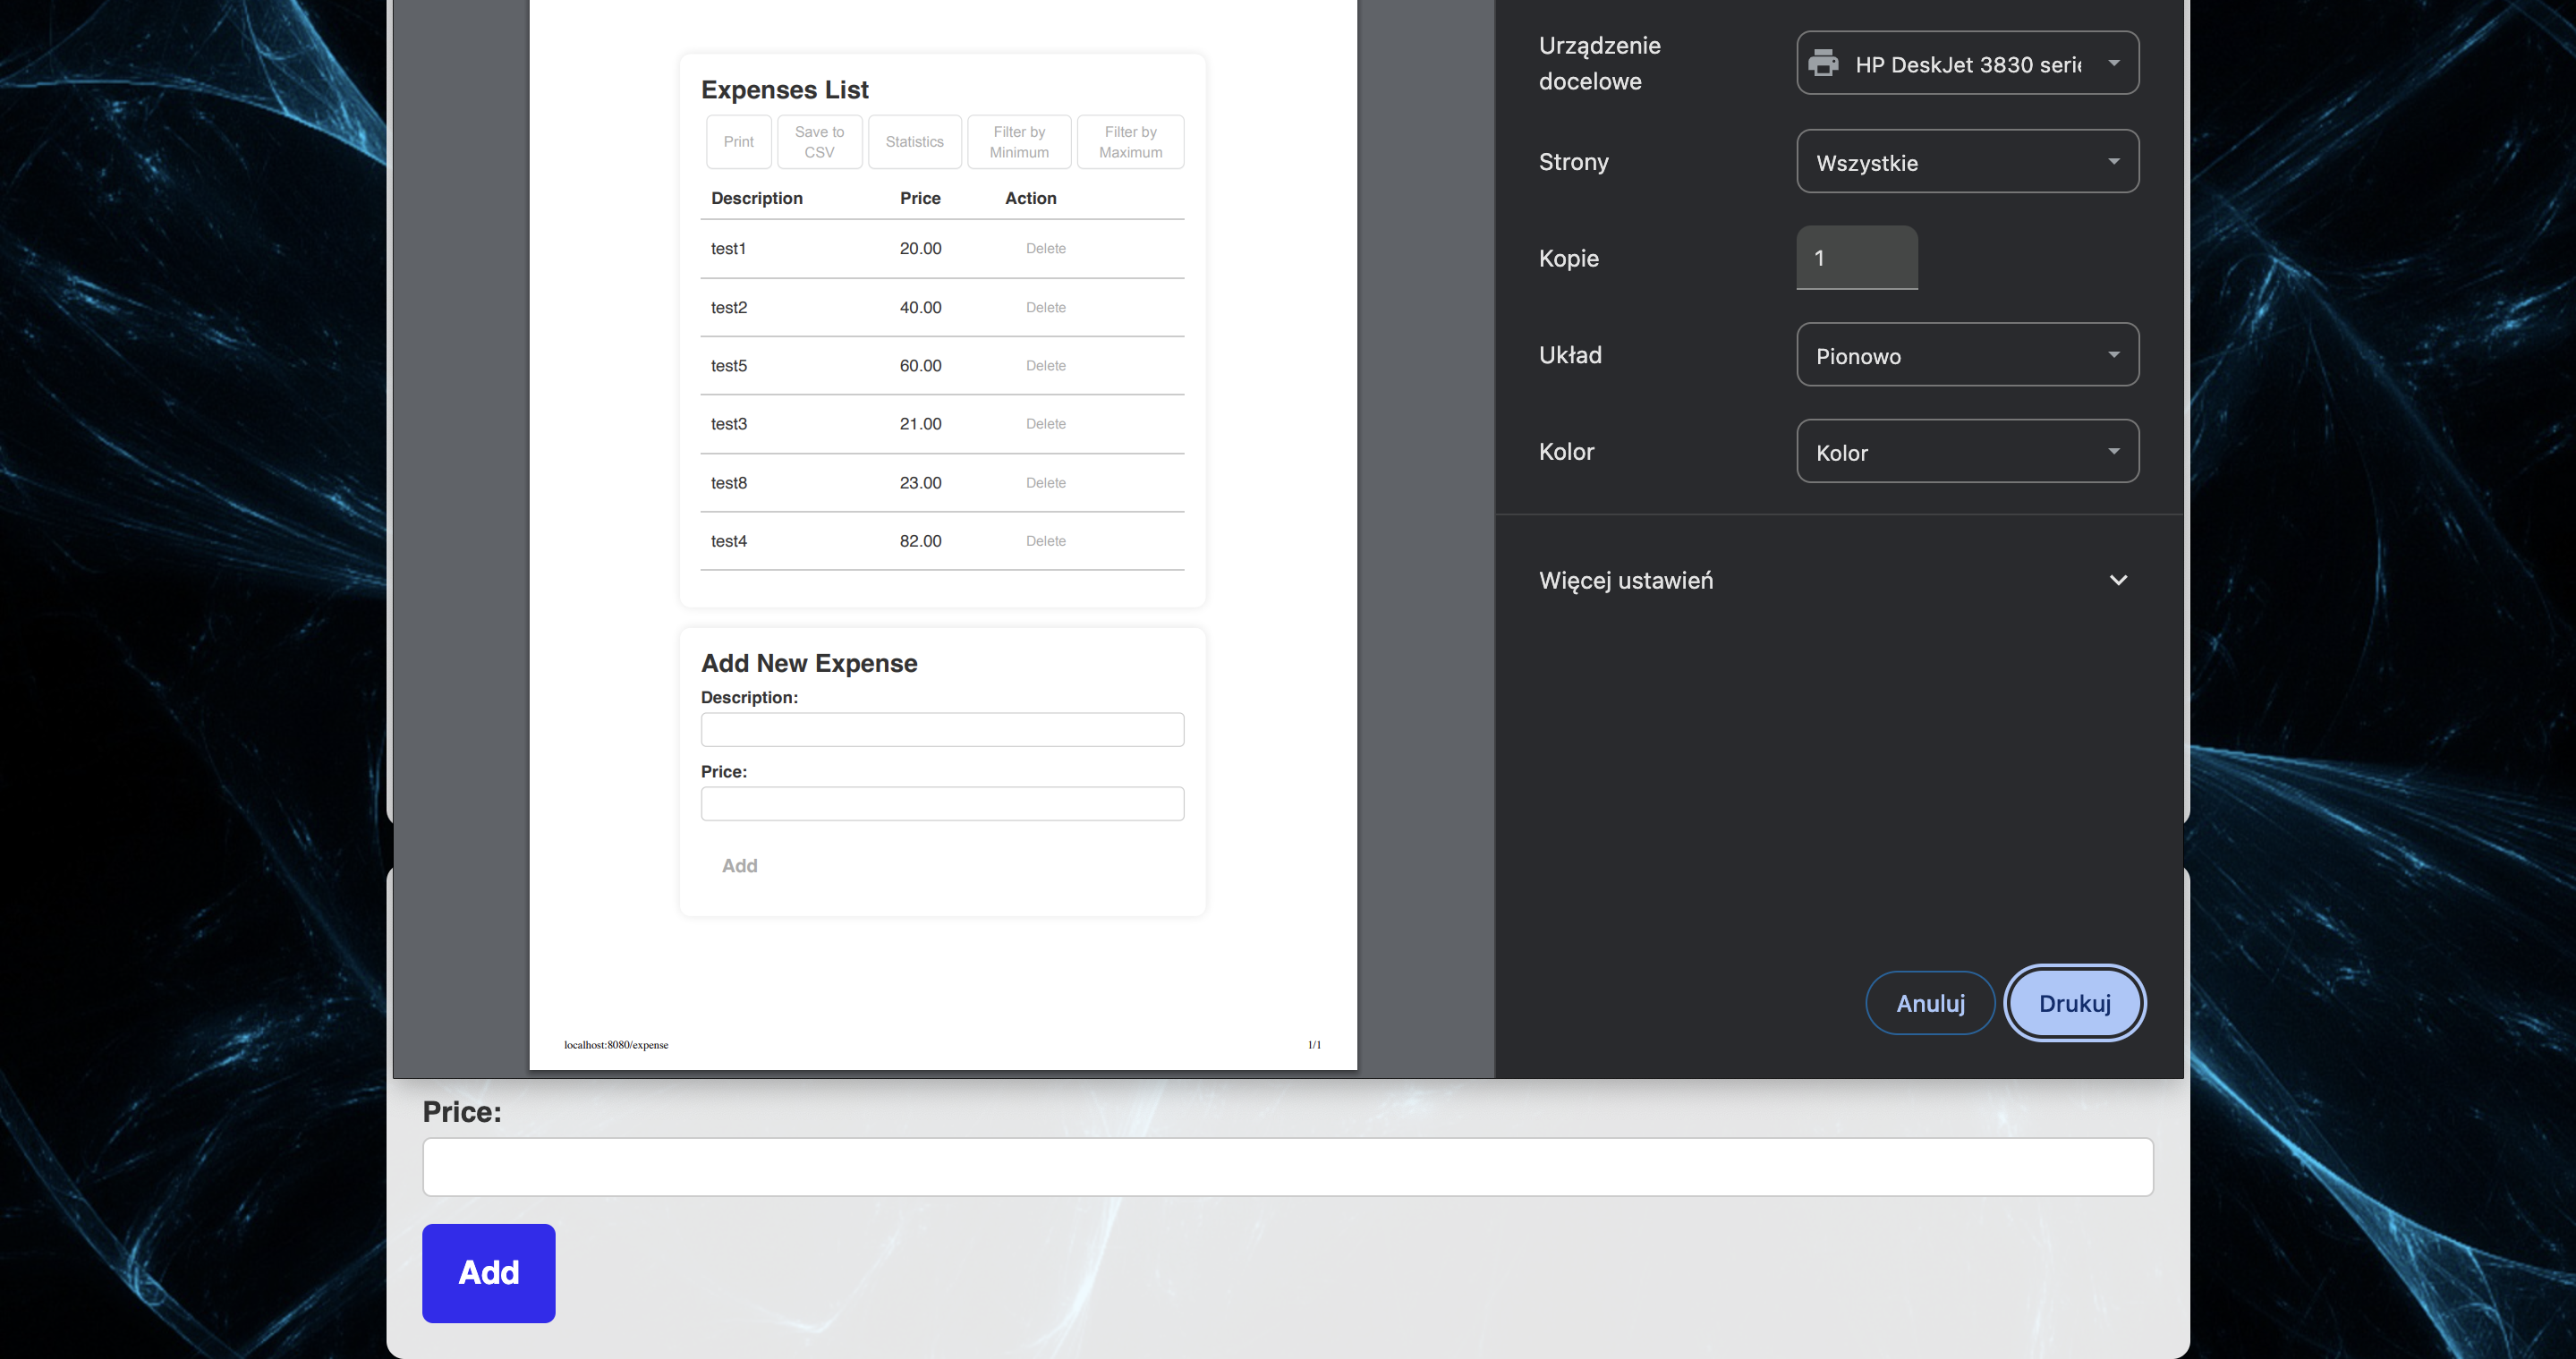 Expenses List
Print
Save to
CSV
Statistics
Filter by
Minimum
Filter by
Maximum
Description Price Action
test1 20.00 Delete
test2 40.00 Delete
test5 60.00 Delete
test3 21.00 Delete
test8 23.00 Delete
test4 82.00 Delete
Add New Expense
Description:
Price:
Add
localhost:8080/expense 1/1
Urządzenie
docelowe
HP DeskJet 3830 serie
Strony Wszystkie
Kopie 1
Układ Pionowo
Kolor Kolor
Więcej ustawień
Anuluj Drukuj
Price:
Add